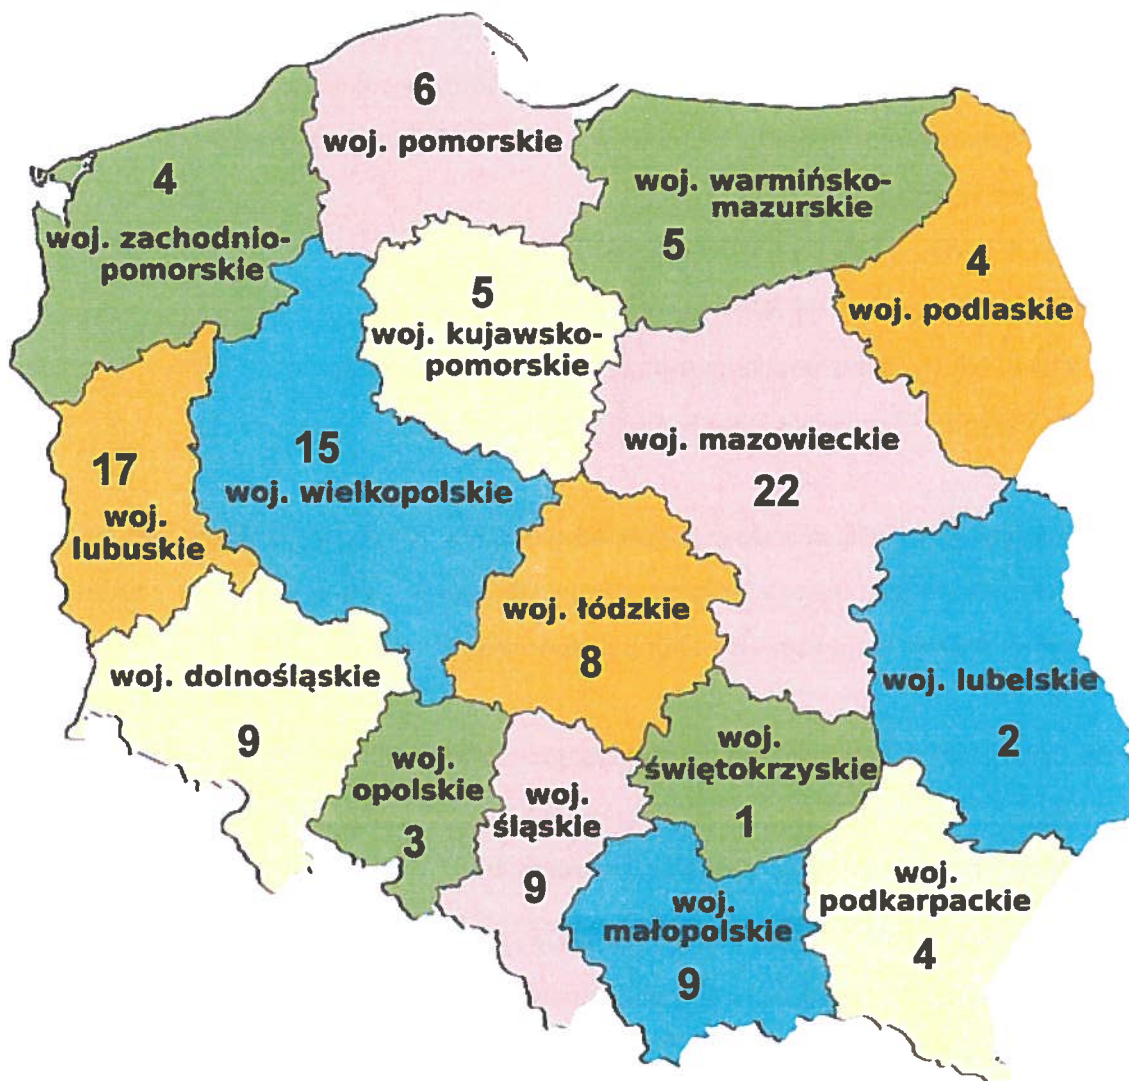 6
woj. pomorskie
4
woj. zachodnio-
pomorskie
woj. warmińsko-
mazurskie
5
4
woj. podlaskie
5
woj. kujawsko-
pomorskie
15
woj. wielkopolskie
woj. mazowieckie
22
17
woj.
lubuskie
woj. łódzkie
8
woj. dolnośląskie
9
woj. lubelskie
2
woj.
opolskie
3
woj.
śląskie
9
woj.
świętokrzyskie
1
woj.
małopolskie
9
woj.
podkarpackie
4